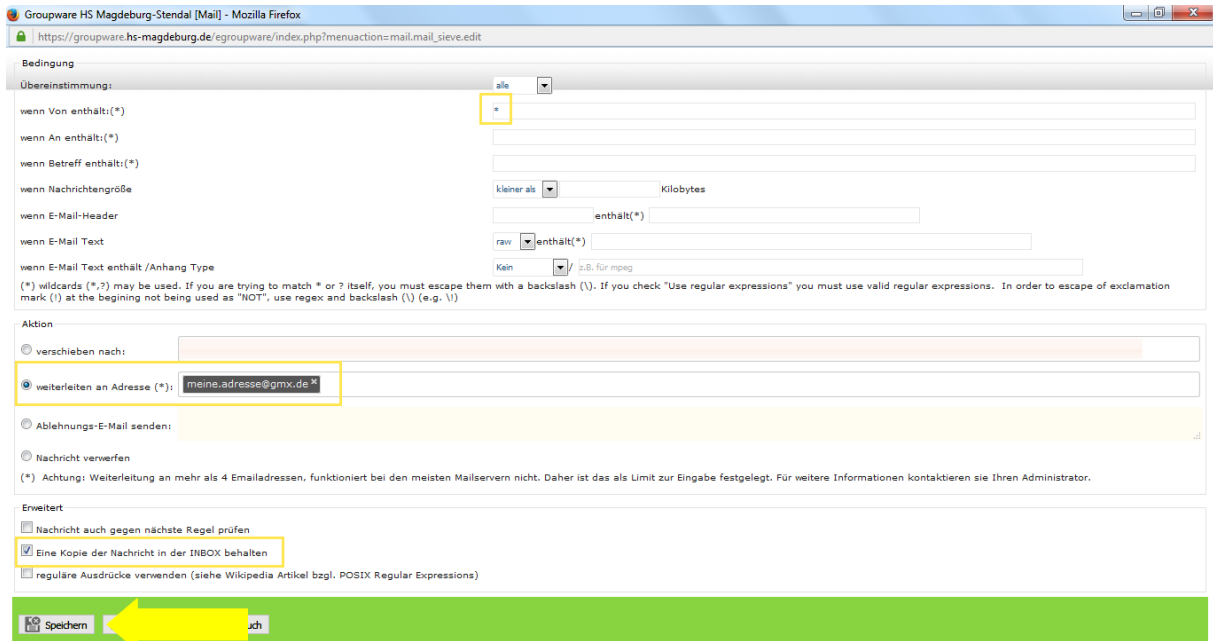 Groupware HS Magdeburg-Stendal [Mail] - Mozilla Firefox
https://groupware.hs-magdeburg.de/egroupware/index.php?menuaction=mail.mail_sieve.edit
Bedingung
Übereinstimmung: alle
wenn Von enthält:(*) *
wenn An enthält:(*)
wenn Betreff enthält:(*)
wenn Nachrichtengröße kleiner als Kilobytes
wenn E-Mail-Header enthält(*)
wenn E-Mail Text raw enthält(*)
wenn E-Mail Text enthält /Anhang Type Kein / z.B. für mpeg
(*) wildcards (*,?) may be used. If you are trying to match * or ? itself, you must escape them with a backslash (\). If you check "Use regular expressions" you must use valid regular expressions. In order to escape of exclamation
mark (!) at the begining not being used as "NOT", use regex and backslash (\) (e.g. \!)
Aktion
verschieben nach:
weiterleiten an Adresse (*): meine.adresse@gmx.de x
Ablehnungs-E-Mail senden:
Nachricht verwerfen
(*) Achtung: Weiterleitung an mehr als 4 Emailadressen, funktioniert bei den meisten Mailservern nicht. Daher ist das als Limit zur Eingabe festgelegt. Für weitere Informationen kontaktieren sie Ihren Administrator.
Erweitert
Nachricht auch gegen nächste Regel prüfen
Eine Kopie der Nachricht in der INBOX behalten
reguläre Ausdrücke verwenden (siehe Wikipedia Artikel bzgl. POSIX Regular Expressions)
Speichern